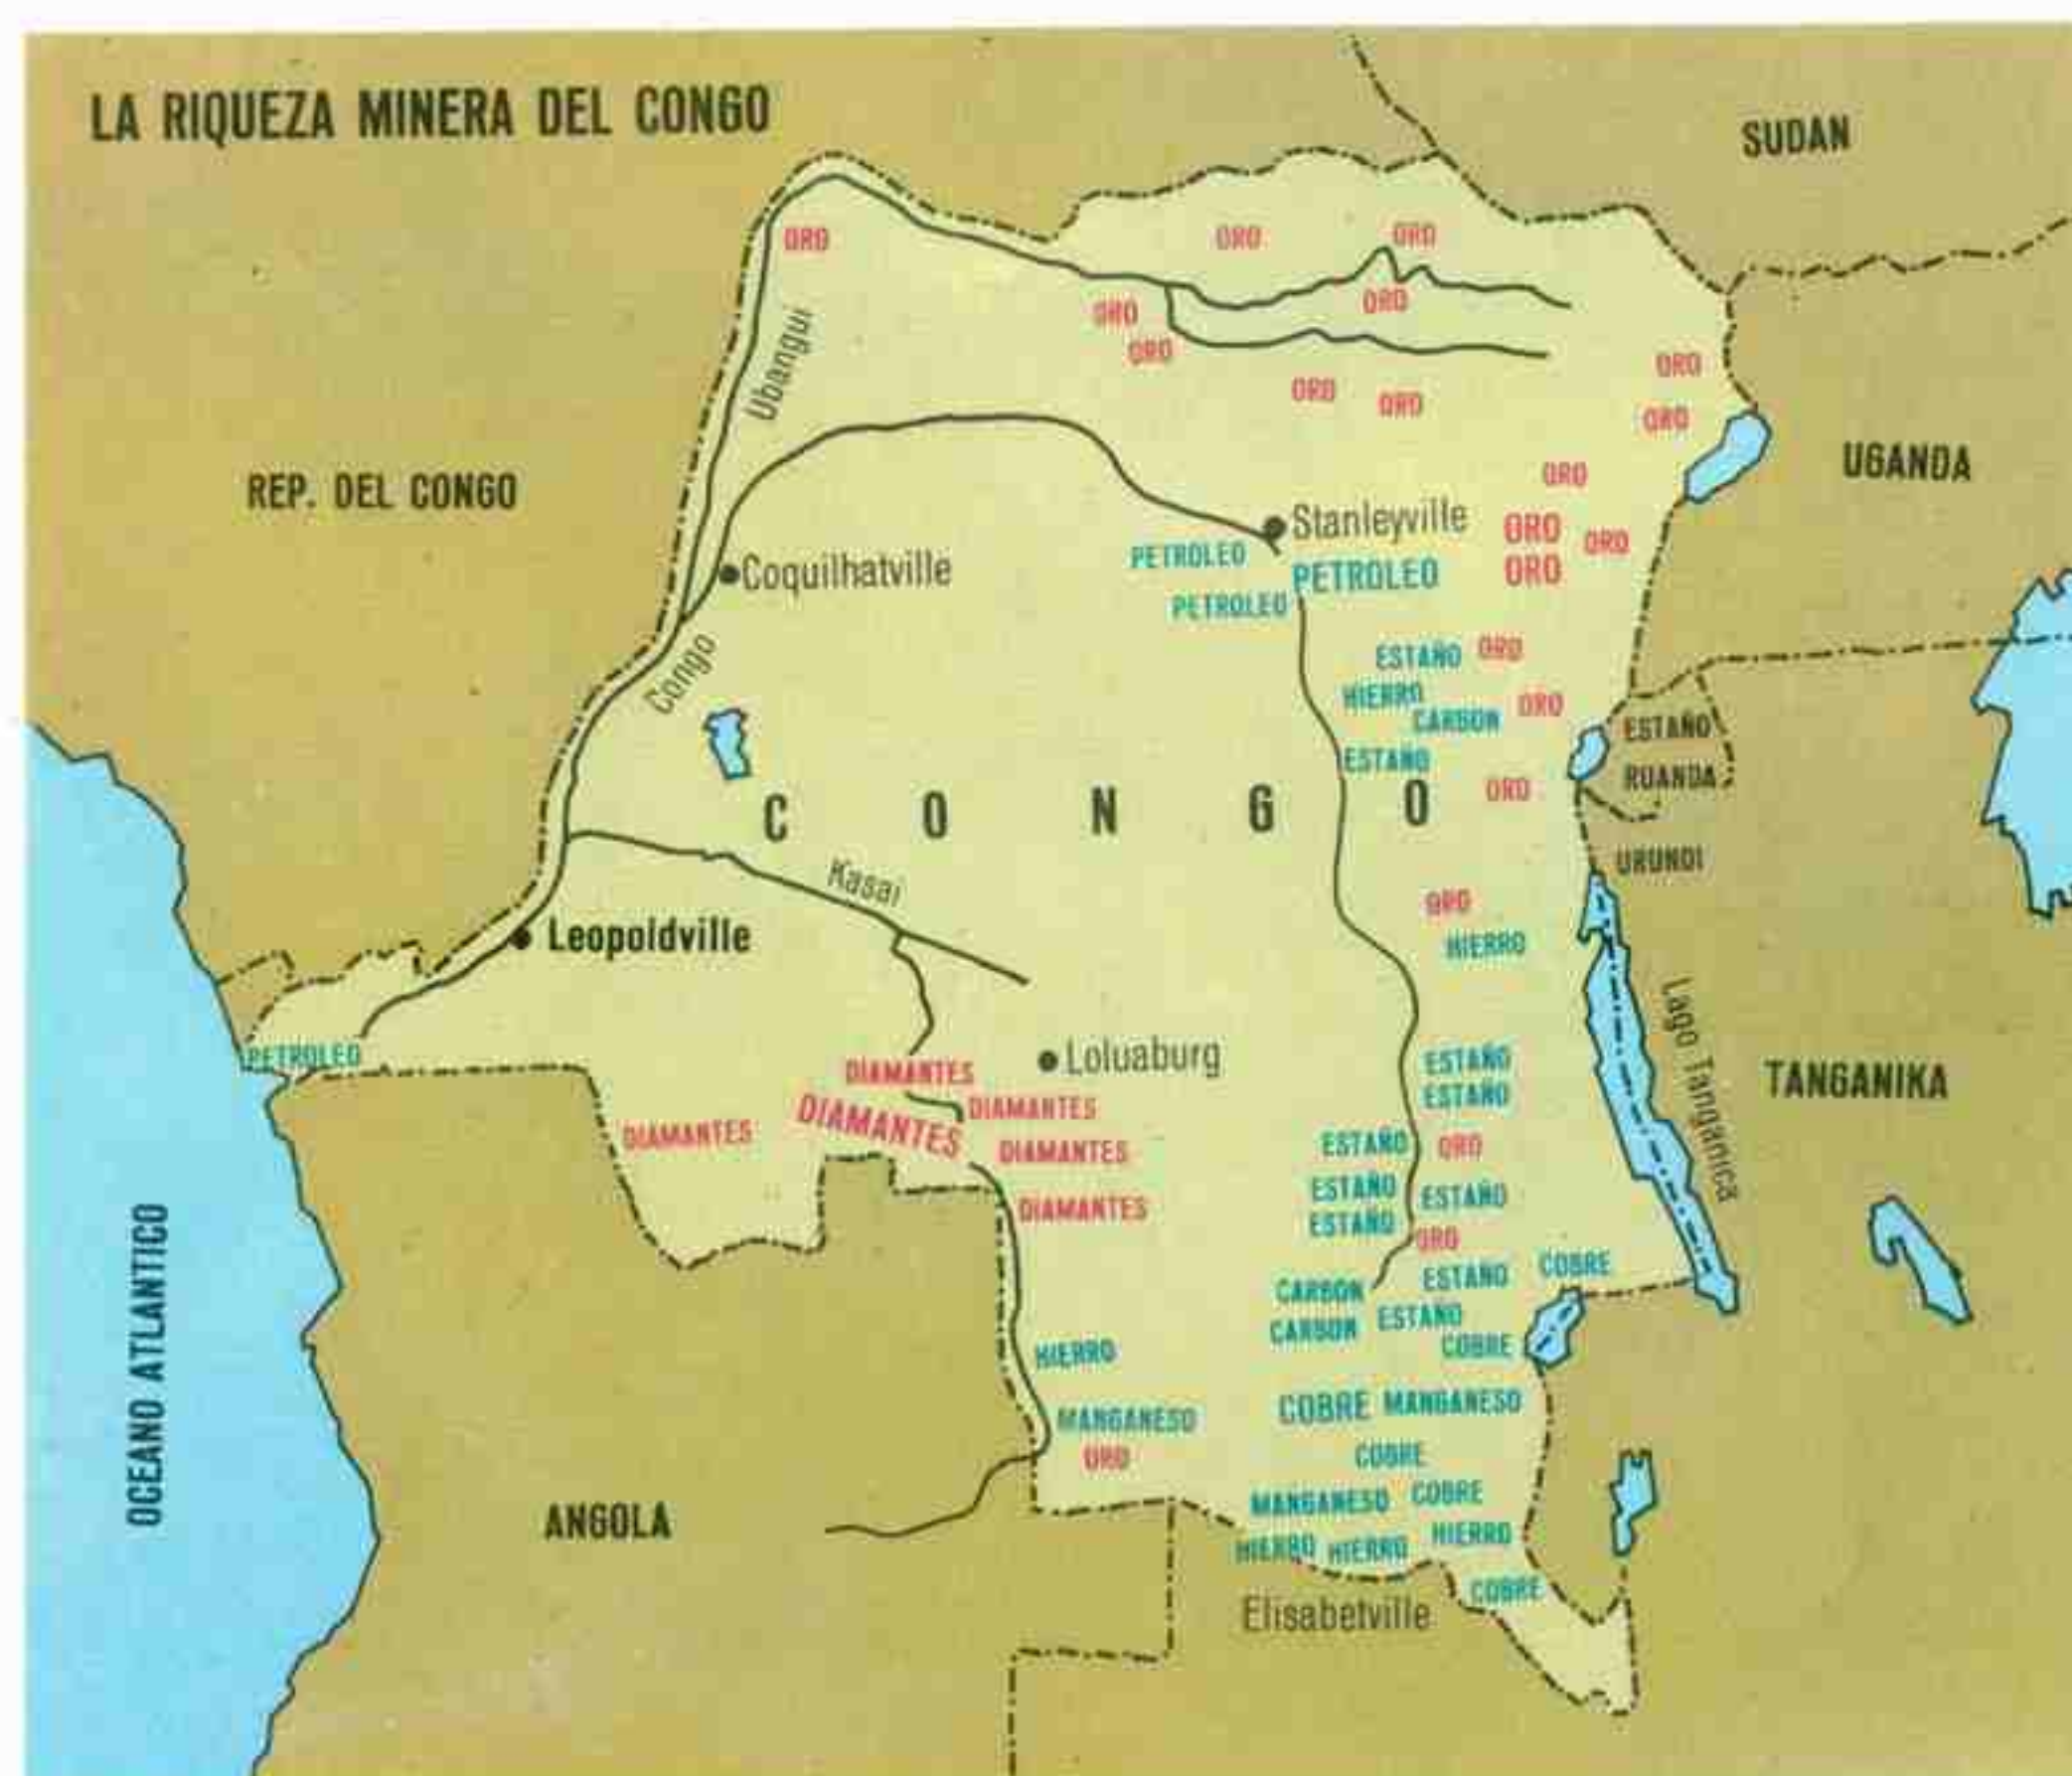 LA RIQUEZA MINERA DEL CONGO
SUDAN
ORO
ORO
ORO
ORO
ORO
ORO
Ubangui
ORO
ORO
ORO
ORO
REP. DEL CONGO
UGANDA
ORO
Stanleyville
ORO
ORO
PETROLEO
Coquilhatville
PETROLEO
ORO
PETROLEO
ESTAÑO
ORO
Congo
HIERRO
ORO
CARBON
ESTAÑO
ESTAÑO
RUANDA
ORO
C O N G O
URUNDI
Kasai
ORO
Leopoldville
HIERRO
Lago Tanganica
PETROLEO
Loluaburg
ESTAÑO
DIAMANTES
TANGANIKA
ESTAÑO
DIAMANTES
DIAMANTES
DIAMANTES
DIAMANTES
ESTAÑO
ORO
ESTAÑO
ESTAÑO
DIAMANTES
ESTAÑO
ORO
OCEANO ATLANTICO
COBRE
ESTAÑO
CARBON
ESTAÑO
CARBON
COBRE
HIERRO
COBRE
MANGANESO
MANGANESO
ORO
COBRE
MANGANESO
COBRE
ANGOLA
HIERRO
HIERRO
HIERRO
COBRE
Elisabetville